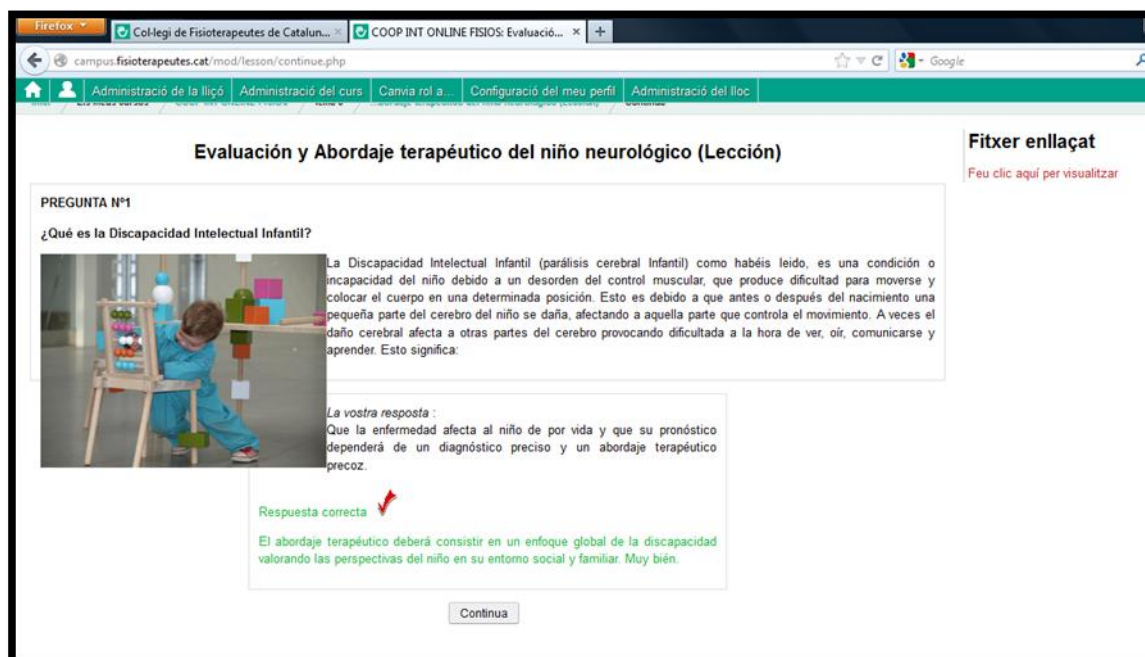 Firefox
Col·legi de Fisioterapeutes de Catalun... ×
COOP INT ONLINE FISIOS: Evaluació... × +
campus.fisioterapeutes.cat/mod/lesson/continue.php
Google
Administració de la lliçó Administració del curs Canvia rol a... Configuració del meu perfil Administració del lloc
Evaluación y Abordaje terapéutico del niño neurológico (Lección)
Fitxer enllaçat
Feu clic aquí per visualitzar
PREGUNTA Nº1
¿Qué es la Discapacidad Intelectual Infantil?
La Discapacidad Intelectual Infantil (parálisis cerebral Infantil) como habéis leido, es una condición o
incapacidad del niño debido a un desorden del control muscular, que produce dificultad para moverse y
colocar el cuerpo en una determinada posición. Esto es debido a que antes o después del nacimiento una
pequeña parte del cerebro del niño se daña, afectando a aquella parte que controla el movimiento. A veces el
daño cerebral afecta a otras partes del cerebro provocando dificultada a la hora de ver, oír, comunicarse y
aprender. Esto significa:
La vostra resposta :
Que la enfermedad afecta al niño de por vida y que su pronóstico
dependerá de un diagnóstico preciso y un abordaje terapéutico
precoz.
Respuesta correcta
El abordaje terapéutico deberá consistir en un enfoque global de la discapacidad
valorando las perspectivas del niño en su entorno social y familiar. Muy bién.
Continua